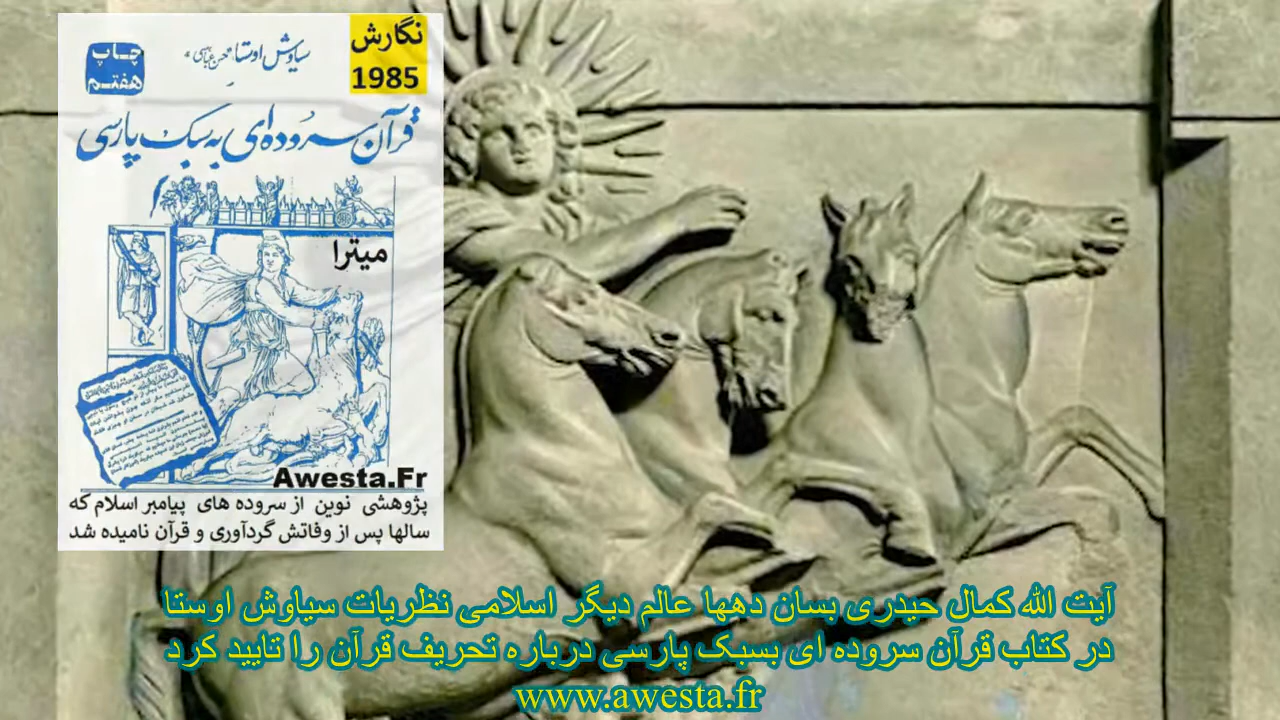 نگارش
1985
سیاوش اوستا
چاپ
هفتم
قرآن سروده‌ای به سبک پارسی
میترا
Awesta.Fr
پژوهشی نوین از سروده های پیامبر اسلام که
سالها پس از وفاتش گردآوری و قرآن نامیده شد
آیت الله کمال حیدری بسان دهها عالم دیگر اسلامی نظریات سیاوش اوستا
در کتاب قرآن سروده ای بسبک پارسی درباره تحریف قرآن را تایید کرد
www.awesta.fr